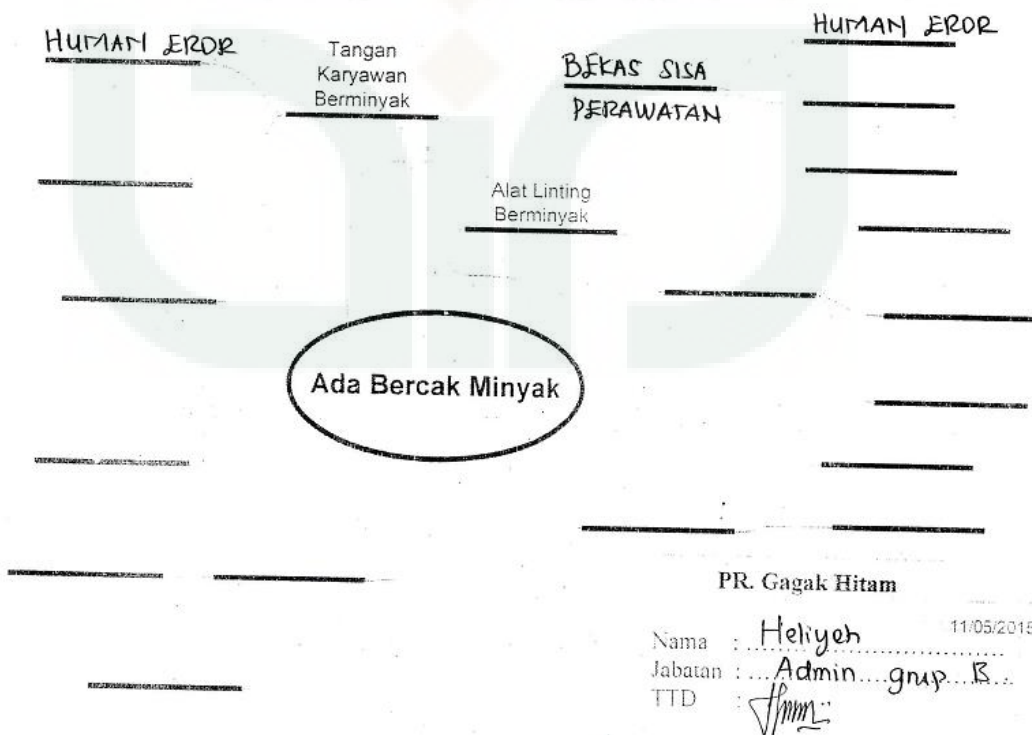 HUMAN EROR
Tangan
Karyawan
Berminyak
BEKAS SISA
PERAWATAN
HUMAN EROR
Alat Linting
Berminyak
Ada Bercak Minyak
PR. Gagak Hitam
11/05/2015
Nama : Heliyeh
Jabatan : Admin grup B
TTD :